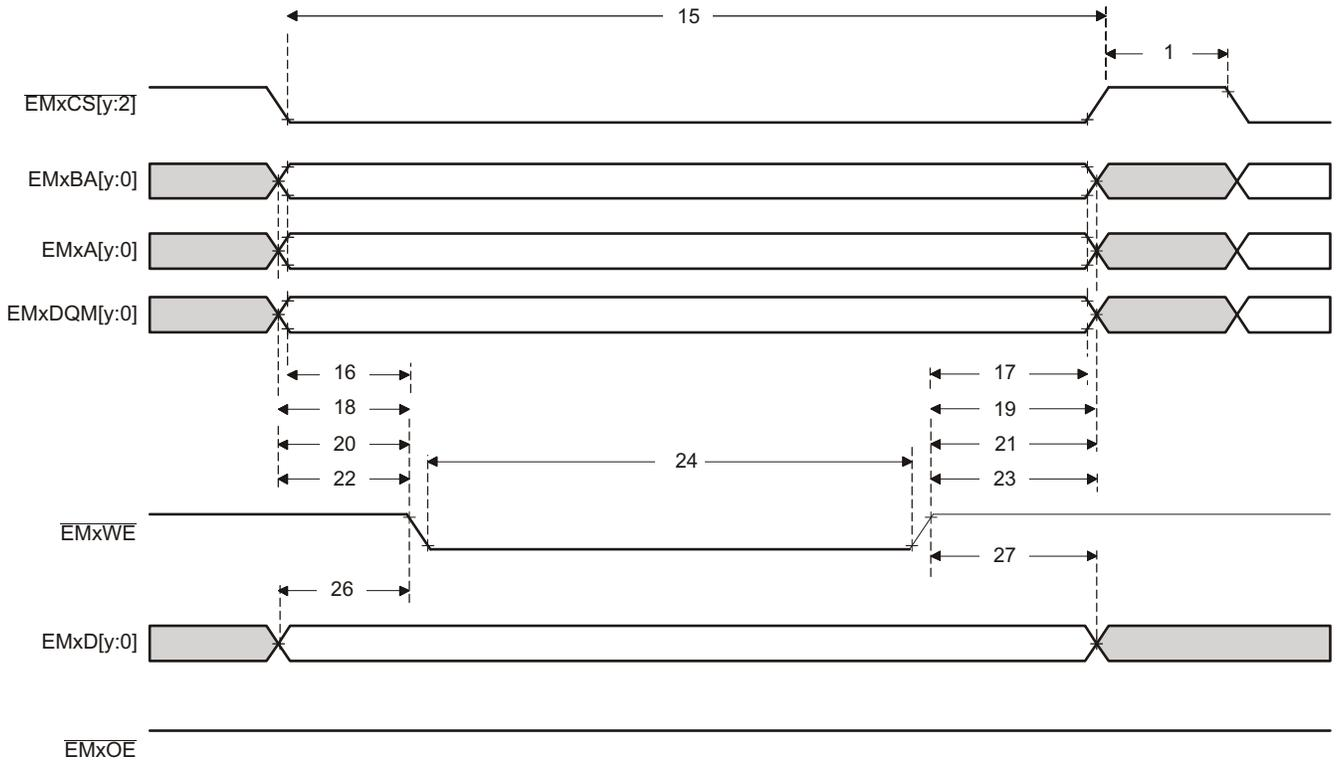 15
1
EMxCS[y:2]
EMxBA[y:0]
EMxA[y:0]
EMxDQM[y:0]
16 17
18 19
20 21
24
22 23
EMxWE
27
26
EMxD[y:0]
EMxOE